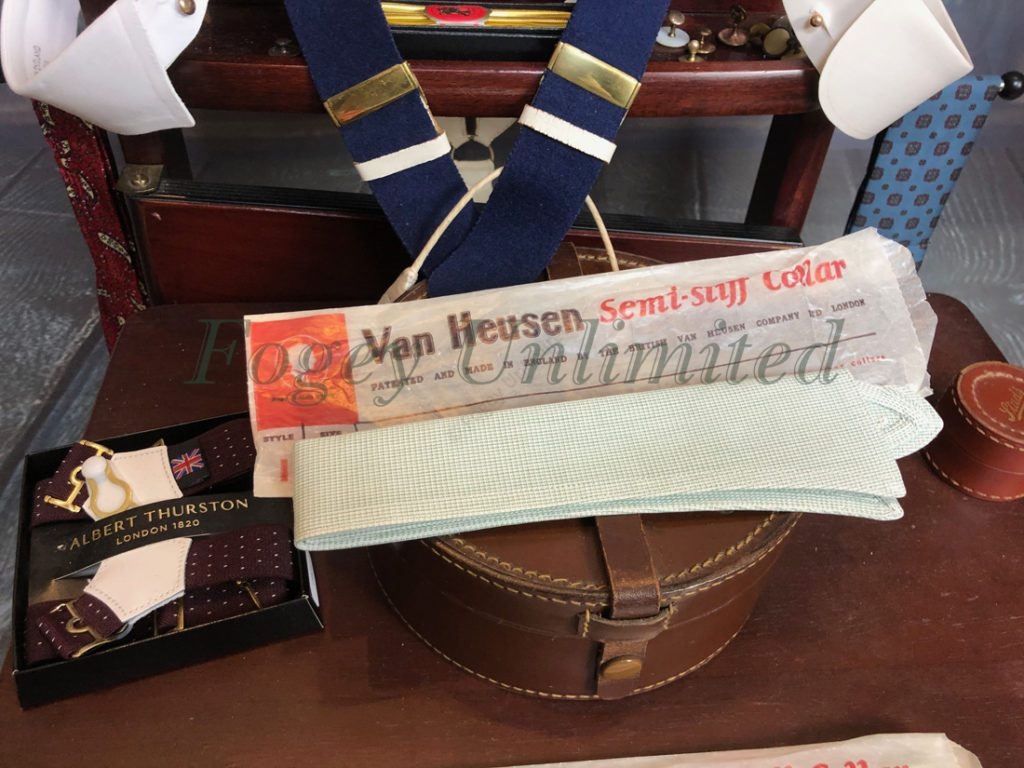 Van Heusen Semi-stiff Collar
PATENTED AND MADE IN ENGLAND BY THE BRITISH VAN HEUSEN COMPANY LTD LONDON
Fogey Unlimited
STYLE SIZE
ALBERT THURSTON
LONDON 1820